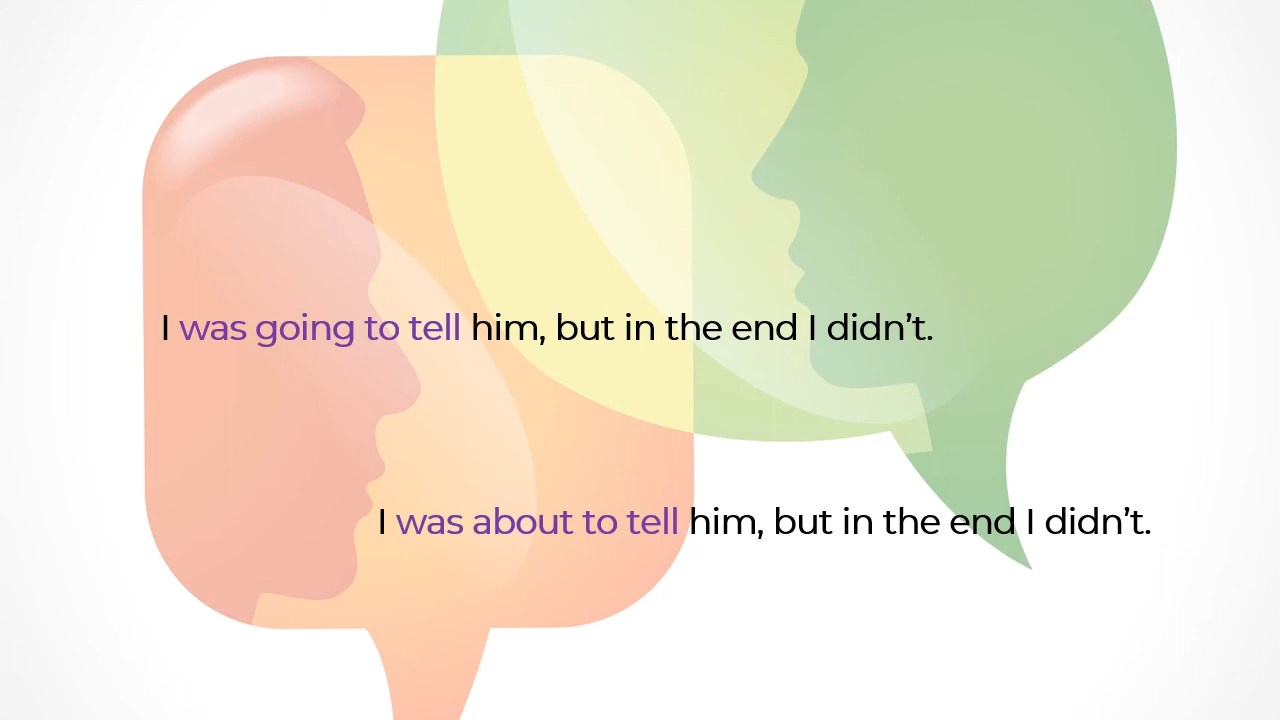 I was going to tell him, but in the end I didn’t.
I was about to tell him, but in the end I didn’t.